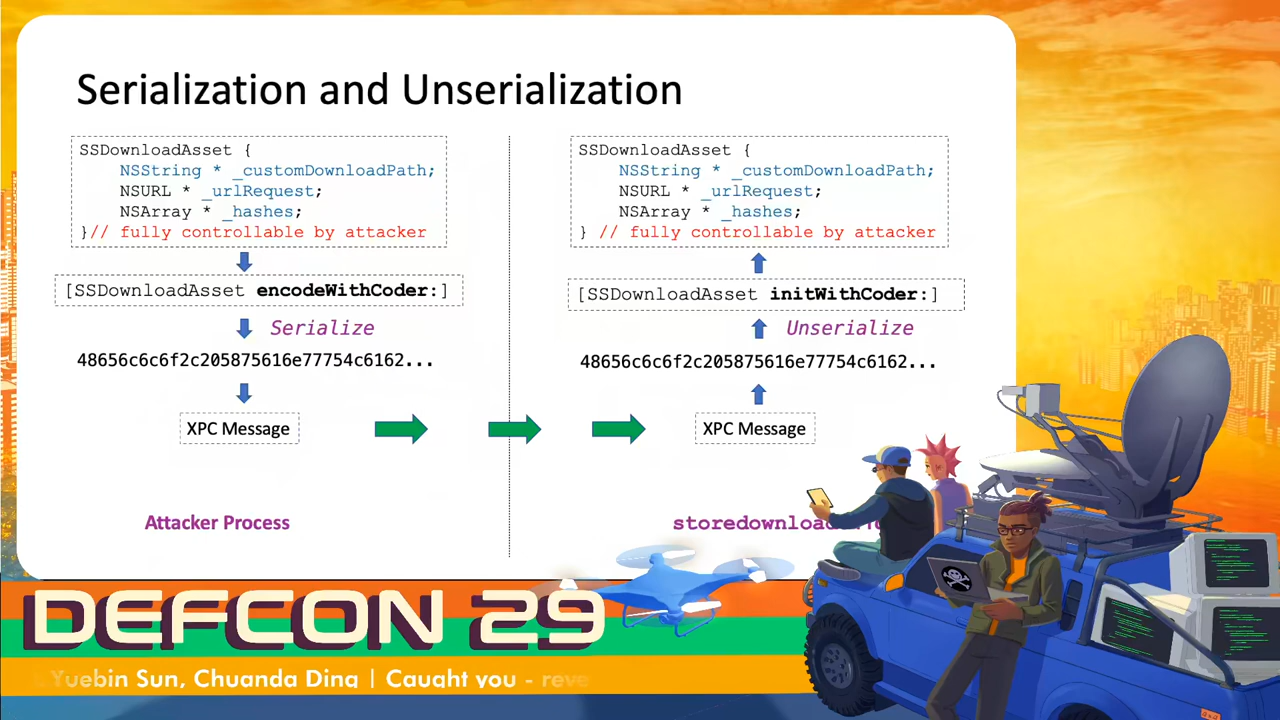 Serialization and Unserialization
SSDownloadAsset {
NSString * _customDownloadPath;
NSURL * _urlRequest;
NSArray * _hashes;
}// fully controllable by attacker
[SSDownloadAsset encodeWithCoder:]
Serialize
48656c6c6f2c205875616e77754c6162...
XPC Message
Attacker Process
SSDownloadAsset {
NSString * _customDownloadPath;
NSURL * _urlRequest;
NSArray * _hashes;
} // fully controllable by attacker
[SSDownloadAsset initWithCoder:]
Unserialize
48656c6c6f2c205875616e77754c6162...
XPC Message
DEFCON 29
Yuebin Sun, Chuanda Ding | Caught you - reve